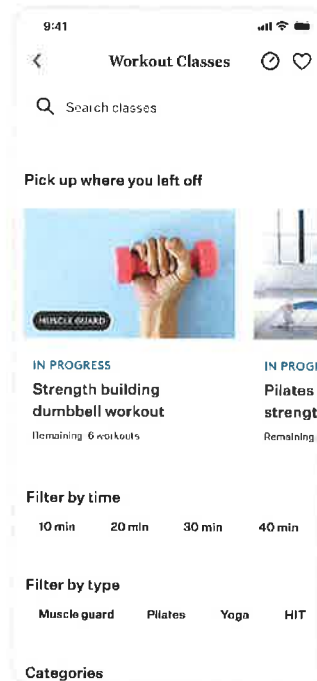 9:41
Workout Classes
Search classes
Pick up where you left off
MUSCLE GUARD
IN PROGRESS
Strength building
dumbbell workout
Remaining 6 workouts
IN PROGI
Pilates
strengt
Remaining
Filter by time
10 min 20 min 30 min 40 min
Filter by type
Muscle guard Pilates Yoga HIT
Categories